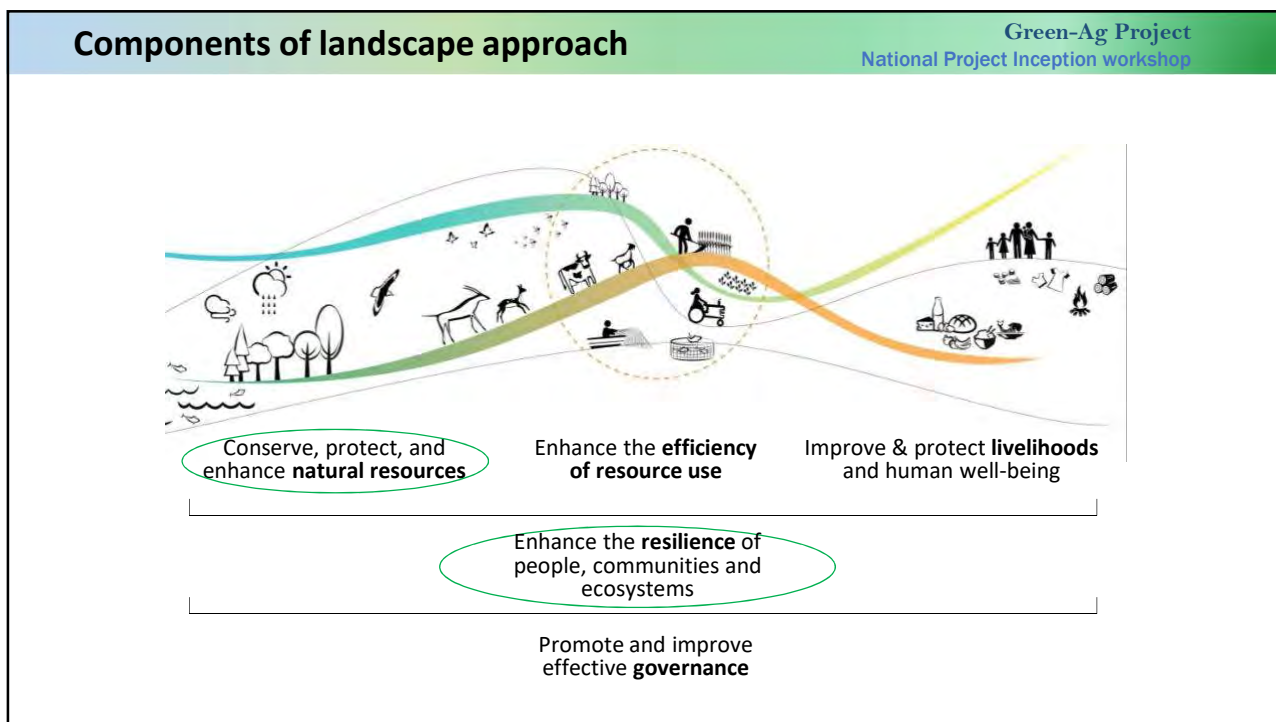 Components of landscape approach
Green-Ag Project
National Project Inception workshop
Conserve, protect, and
enhance natural resources
Enhance the efficiency
of resource use
Improve & protect livelihoods
and human well-being
Enhance the resilience of
people, communities and
ecosystems
Promote and improve
effective governance